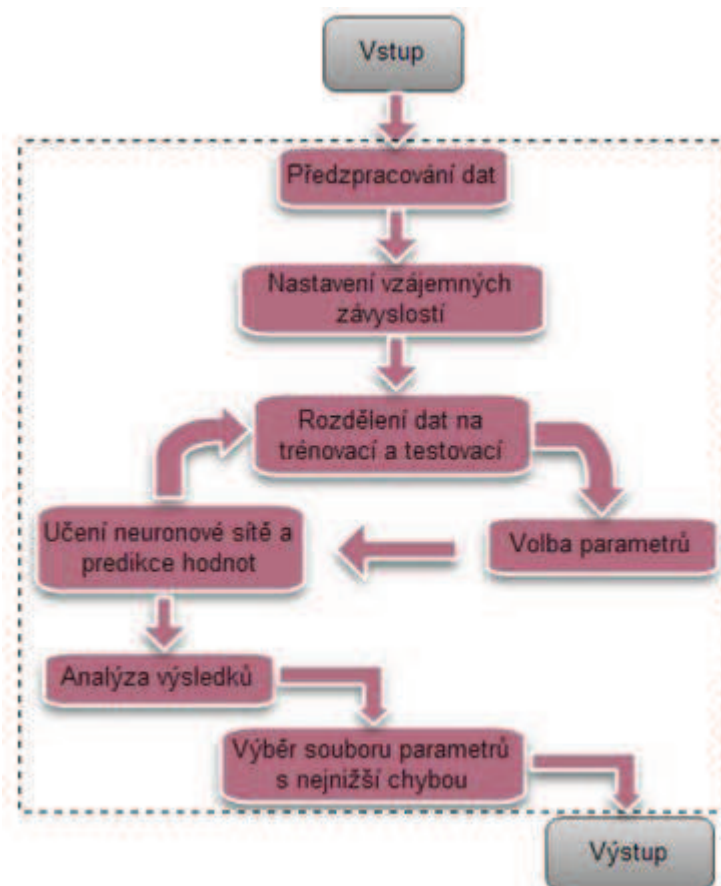 Vstup
Předzpracování dat
Nastavení vzájemných
závyslostí
Rozdělení dat na
trénovací a testovací
Volba parametrů
Učení neuronové sítě a
predikce hodnot
Analýza výsledků
Výběr souboru parametrů
s nejnižší chybou
Výstup